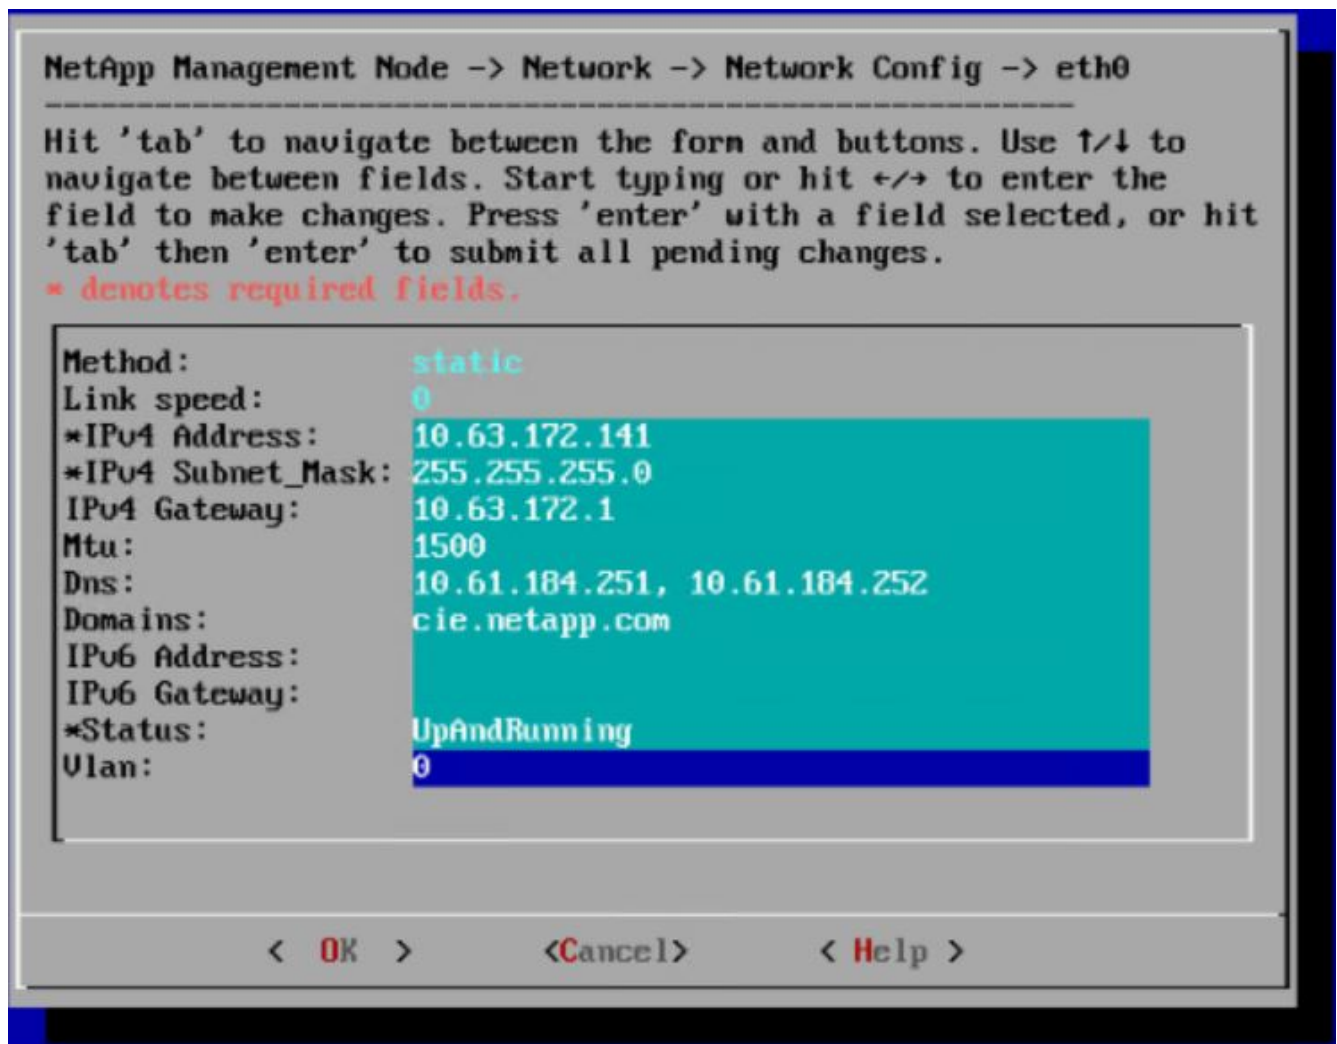 NetApp Management Node -> Network -> Network Config -> eth0
--------------------------------------------------------
Hit 'tab' to navigate between the form and buttons. Use ↑/↓ to
navigate between fields. Start typing or hit ←/→ to enter the
field to make changes. Press 'enter' with a field selected, or hit
'tab' then 'enter' to submit all pending changes.
* denotes required fields.
Method: static
Link speed: 0
*IPv4 Address: 10.63.172.141
*IPv4 Subnet_Mask: 255.255.255.0
IPv4 Gateway: 10.63.172.1
Mtu: 1500
Dns: 10.61.184.251, 10.61.184.252
Domains: cie.netapp.com
IPv6 Address:
IPv6 Gateway:
*Status: UpAndRunning
Vlan: 0
< OK > <Cancel> < Help >